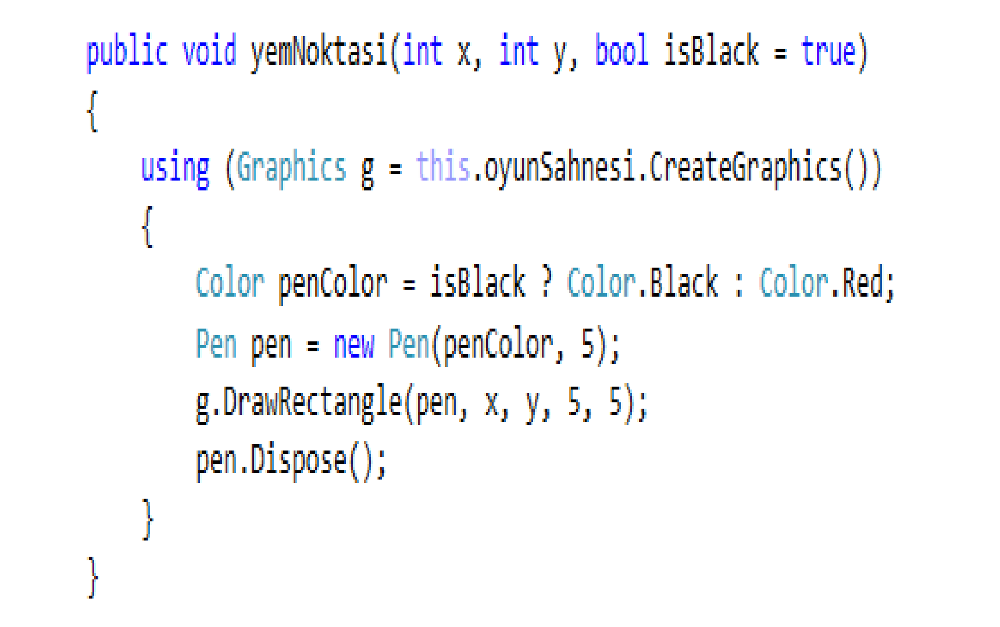 public void yemNoktasi(int x, int y, bool isBlack = true)
{
using (Graphics g = this.oyunSahnesi.CreateGraphics())
{
Color penColor = isBlack ? Color.Black : Color.Red;
Pen pen = new Pen(penColor, 5);
g.DrawRectangle(pen, x, y, 5, 5);
pen.Dispose();
}
}